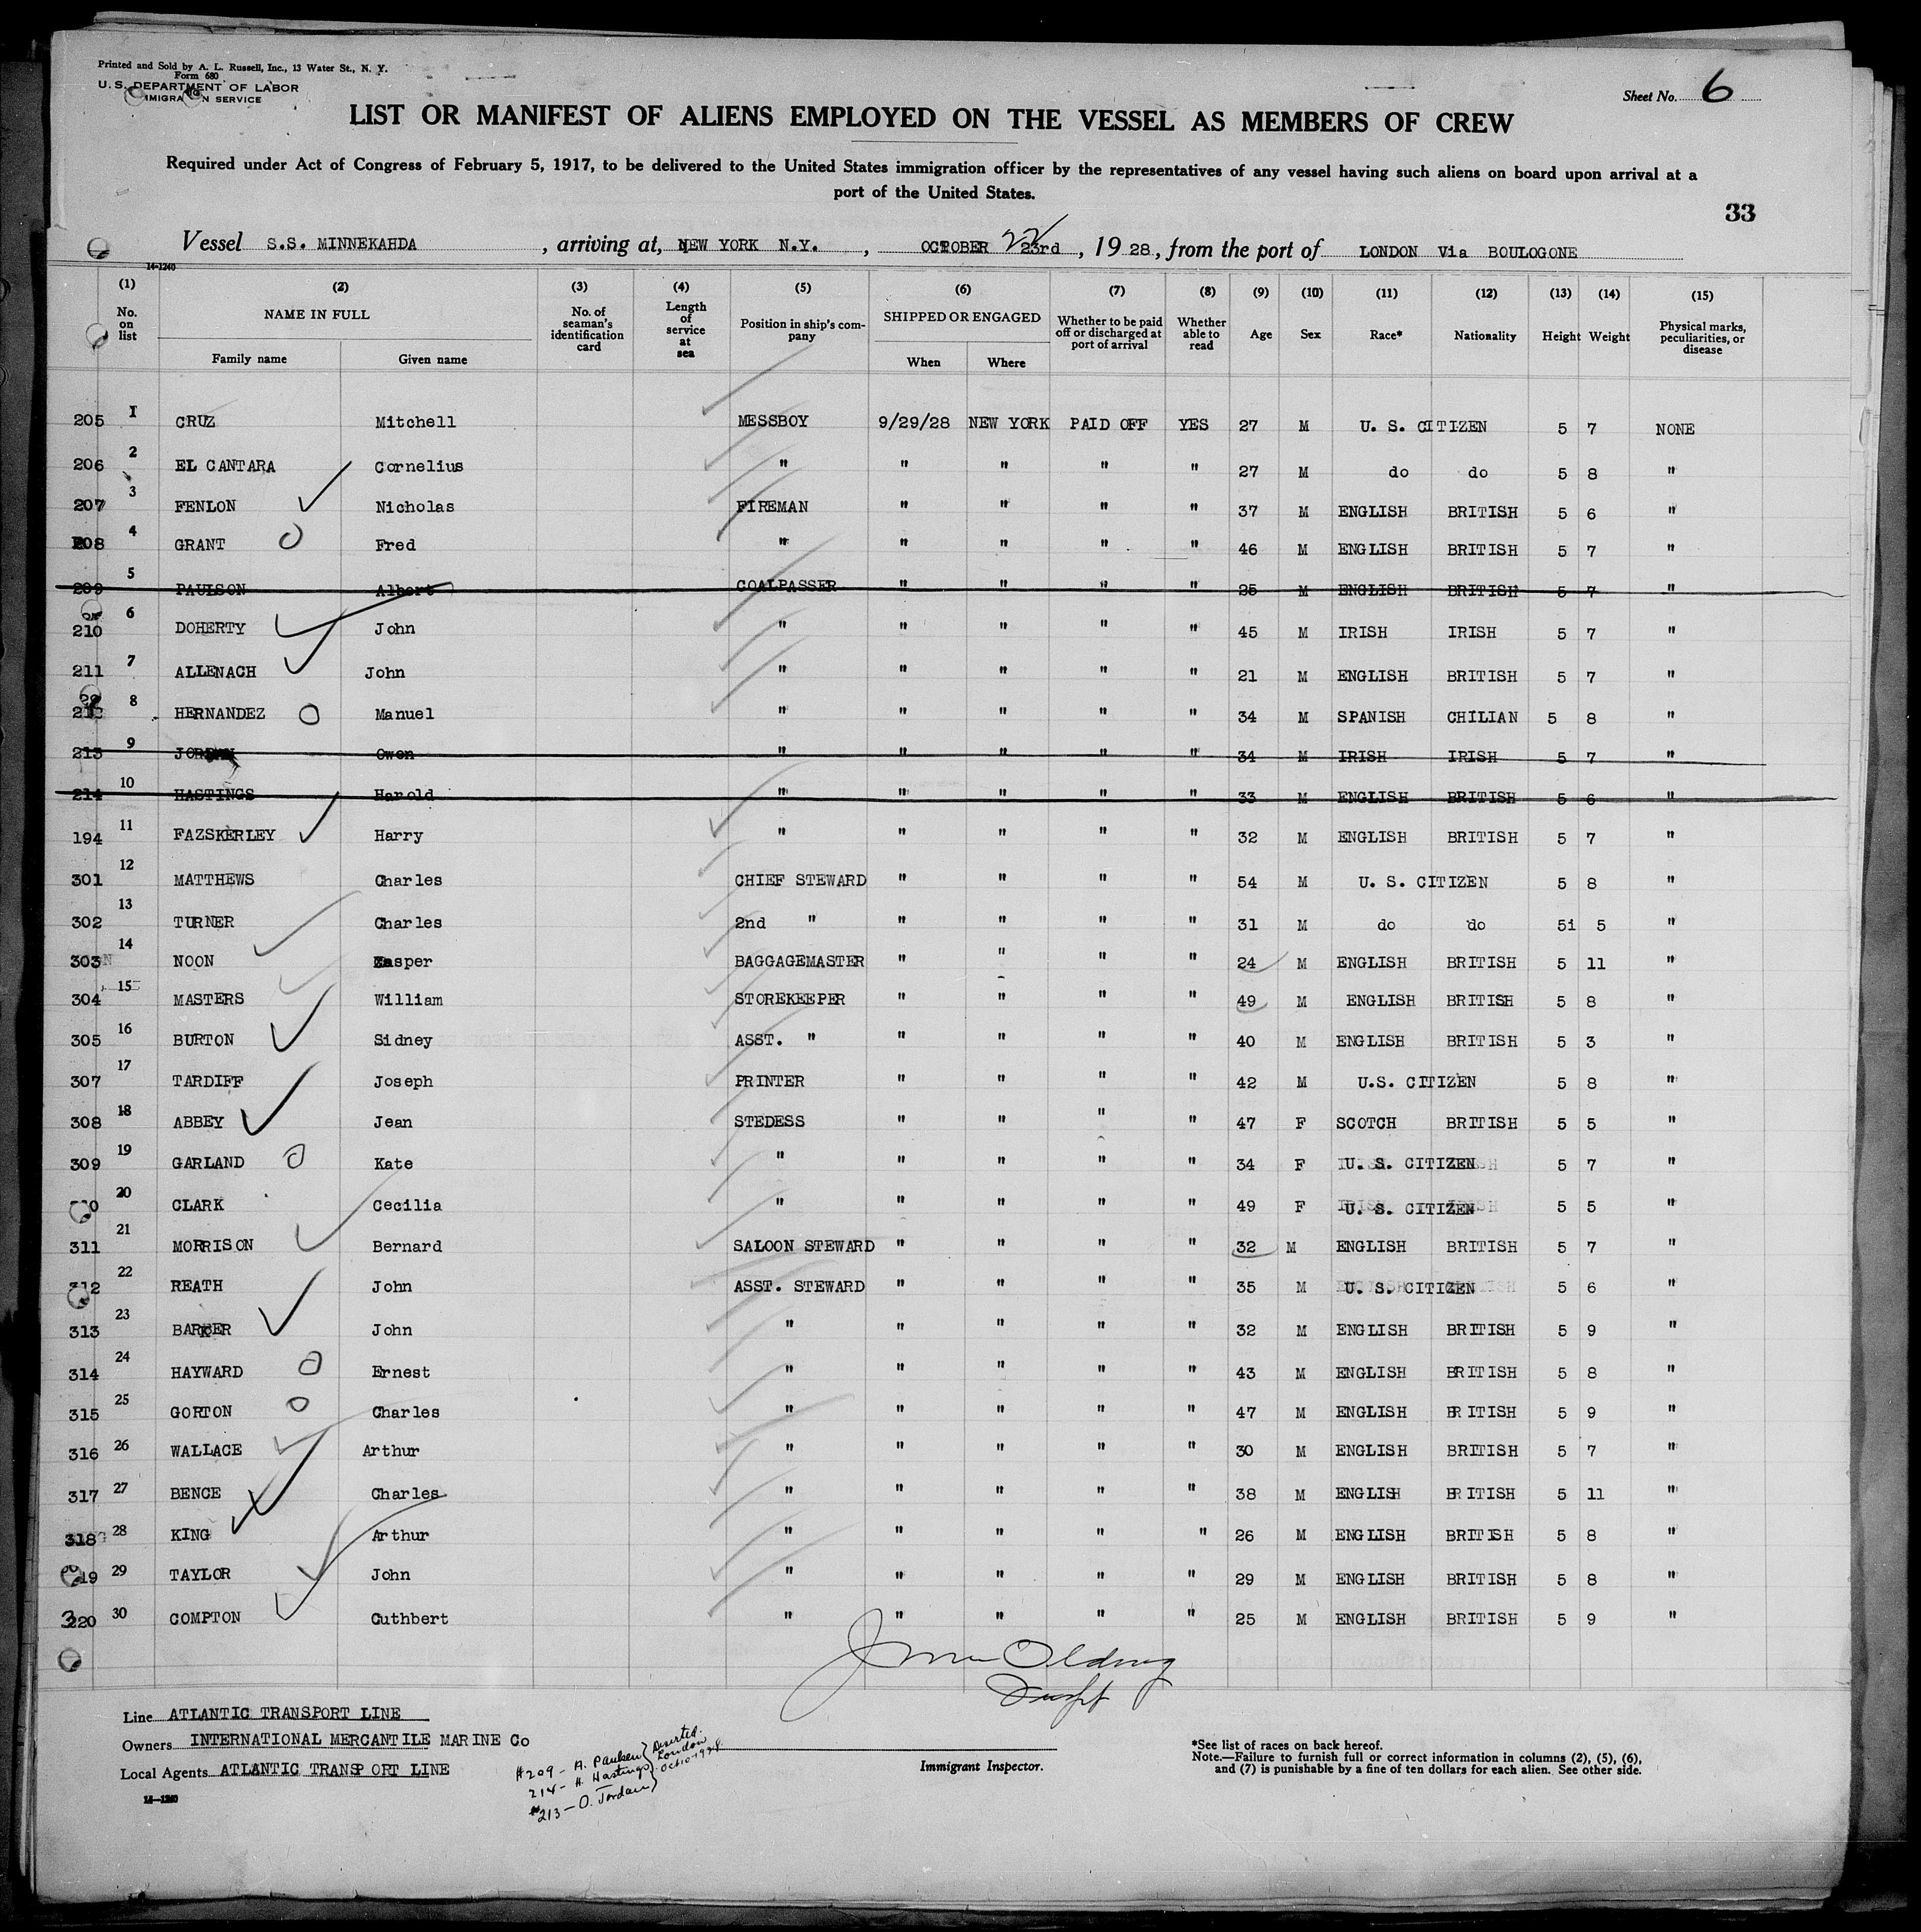 Printed and Sold by A. L. Russell, Inc., 13 Water St., N. Y.
Form 680
U. S. DEPARTMENT OF LABOR
IMMIGRATION SERVICE
Sheet No. 6
LIST OR MANIFEST OF ALIENS EMPLOYED ON THE VESSEL AS MEMBERS OF CREW
Required under Act of Congress of February 5, 1917, to be delivered to the United States immigration officer by the representatives of any vessel having such aliens on board upon arrival at a
port of the United States.
33
Vessel S.S. MINNEKAHDA, arriving at, NEW YORK N.Y., OCTOBER 22 23rd, 1928, from the port of LONDON Via BOULOGONE
14-1240
(1) (2) (3) (4) (5) (6) (7) (8) (9) (10) (11) (12) (13) (14) (15)
No. on list NAME IN FULL Family name Given name No. of seaman's identification card Length of service at sea Position in ship's company SHIPPED OR ENGAGED When Where Whether to be paid off or discharged at port of arrival Whether able to read Age Sex Race* Nationality Height Weight Physical marks, peculiarities, or disease
205 1 CRUZ Mitchell MESSBOY 9/29/28 NEW YORK PAID OFF YES 27 M U. S. CITIZEN 5 7 NONE
206 2 EL CANTARA Cornelius " " " " " 27 M do do 5 8 "
207 3 FENLON Nicholas FIREMAN " " " " 37 M ENGLISH BRITISH 5 6 "
208 4 GRANT Fred " " " " " 46 M ENGLISH BRITISH 5 7 "
209 5 PAULSON Albert COALPASSER " " " " 25 M ENGLISH BRITISH 5 7 "
210 6 DOHERTY John " " " " " 45 M IRISH IRISH 5 7 "
211 7 ALLENACH John " " " " " 21 M ENGLISH BRITISH 5 7 "
212 8 HERNANDEZ Manuel " " " " " 34 M SPANISH CHILIAN 5 8 "
213 9 JORDAN Owen " " " " " 34 M IRISH IRISH 5 7 "
214 10 HASTINGS Harold " " " " " 33 M ENGLISH BRITISH 5 6 "
194 11 FAZSKERLEY Harry " " " " " 32 M ENGLISH BRITISH 5 7 "
301 12 MATTHEWS Charles CHIEF STEWARD " " " " 54 M U. S. CITIZEN 5 8 "
302 13 TURNER Charles 2nd " " " " " 31 M do do 5i 5 "
303 14 NOON BAGGAGEMASTER " " " " 24 M ENGLISH BRITISH 5 11 "
304 15 MASTERS William STOREKEEPER " " " " 49 M ENGLISH BRITISH 5 8 "
305 16 BURTON Sidney ASST. " " " " " 40 M ENGLISH BRITISH 5 3 "
307 17 TARDIFF Joseph PRINTER " " " " 42 M U.S. CITIZEN 5 8 "
308 18 ABBEY Jean STEDESS " " " " 47 F SCOTCH BRITISH 5 5 "
309 19 GARLAND Kate " " " " " 34 F U. S. CITIZEN 5 7 "
20 CLARK Cecilia " " " " " 49 F U. S. CITIZEN 5 5 "
311 21 MORRISON Bernard SALOON STEWARD " " " " 32 M ENGLISH BRITISH 5 7 "
312 22 REATH John ASST. STEWARD " " " " 35 M U. S. CITIZEN 5 6 "
313 23 John " " " " " 32 M ENGLISH BRITISH 5 9 "
314 24 HAYWARD Ernest " " " " " 43 M ENGLISH BRITISH 5 8 "
315 25 GORTON Charles " " " " " 47 M ENGLISH BRITISH 5 9 "
316 26 WALLACE Arthur " " " " " 30 M ENGLISH BRITISH 5 7 "
317 27 BENCE Charles " " " " " 38 M ENGLISH BRITISH 5 11 "
318 28 KING Arthur " " " " " 26 M ENGLISH BRITISH 5 8 "
319 29 TAYLOR John " " " " " 29 M ENGLISH BRITISH 5 8 "
320 30 COMPTON Cuthbert " " " " " 25 M ENGLISH BRITISH 5 9 "
Line ATLANTIC TRANSPORT LINE
Owners INTERNATIONAL MERCANTILE MARINE Co
Local Agents ATLANTIC TRANSPORT LINE
14-1240
#209 - A. Paulsen
214 - H. Hastings
#213 - O. Jordan
Deserted.
London
Oct-10-1928.
Immigrant Inspector.
*See list of races on back hereof.
Note.—Failure to furnish full or correct information in columns (2), (5), (6),
and (7) is punishable by a fine of ten dollars for each alien. See other side.